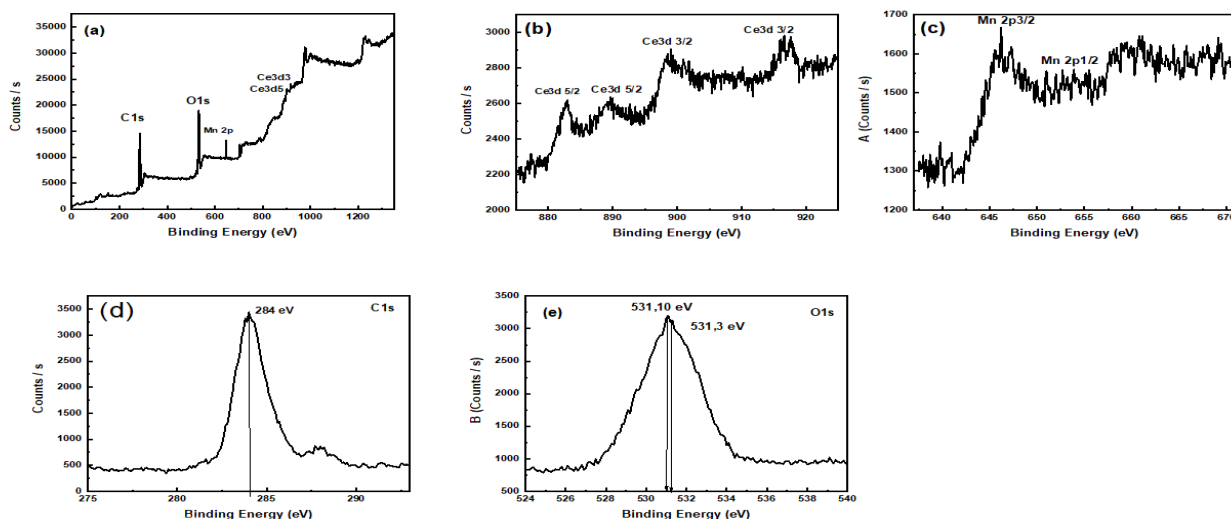 (a)
35000
30000
25000
20000
15000
10000
5000
0
Counts / s
C1s
O1s
Mn 2p
Ce3d3
Ce3d5
0 200 400 600 800 1000 1200
Binding Energy (eV)
(b)
3000
2800
2600
2400
2200
2000
Counts / s
Ce3d 5/2
Ce3d 5/2
Ce3d 3/2
Ce3d 3/2
880 890 900 910 920
Binding Energy (eV)
(c)
1700
1600
1500
1400
1300
1200
A (Counts / s)
Mn 2p3/2
Mn 2p1/2
640 645 650 655 660 665 670
Binding Energy (eV)
(d)
3500
3000
2500
2000
1500
1000
500
0
Counts / s
284 eV
C1s
275 280 285 290
Binding Energy (eV)
(e)
3500
3000
2500
2000
1500
1000
500
B (Counts / s)
531,10 eV
531,3 eV
O1s
524 526 528 530 532 534 536 538 540
Binding Energy (eV)